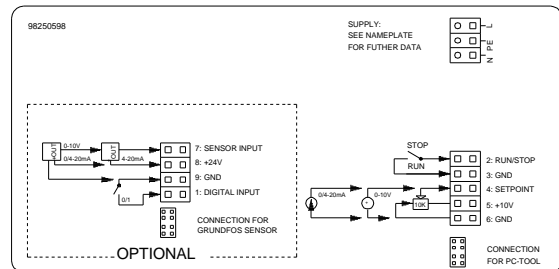 98250598
SUPPLY:
SEE NAMEPLATE
FOR FUTHER DATA
L
PE
N
0-10V
OUT
0/4-20mA
OUT
4-20mA
7: SENSOR INPUT
8: +24V
9: GND
1: DIGITAL INPUT
0/1
CONNECTION FOR
GRUNDFOS SENSOR
OPTIONAL
STOP
RUN
2: RUN/STOP
3: GND
4: SETPOINT
5: +10V
6: GND
0/4-20mA
0-10V
10K
CONNECTION
FOR PC-TOOL